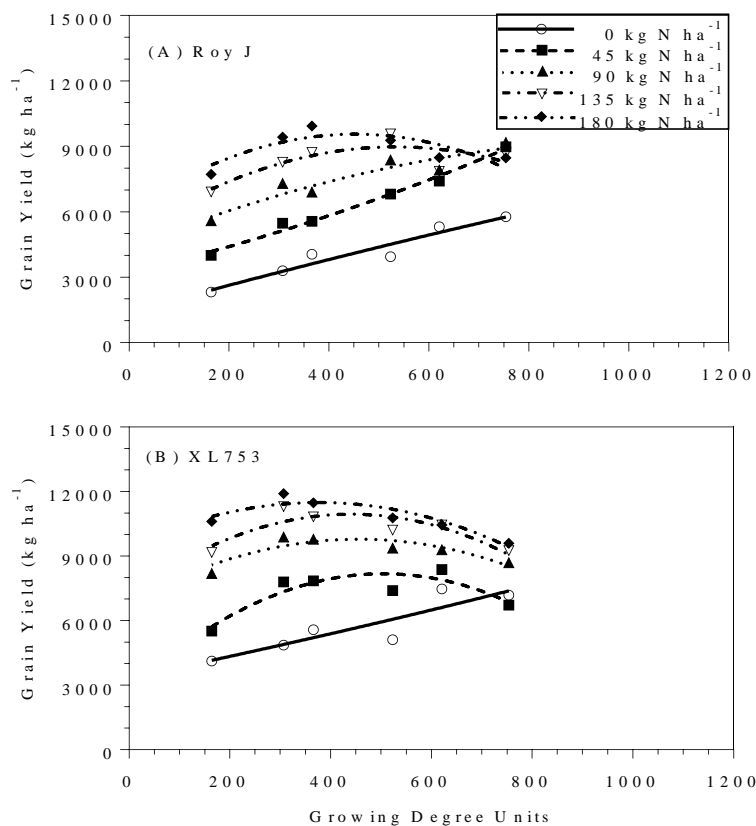 15000
12000
9000
6000
3000
0
Grain Yield (kg ha-1)
(A) Roy J
0 kg N ha-1
45 kg N ha-1
90 kg N ha-1
135 kg N ha-1
180 kg N ha-1
0 200 400 600 800 1000 1200
15000
12000
9000
6000
3000
0
Grain Yield (kg ha-1)
(B) XL753
0 200 400 600 800 1000 1200
Growing Degree Units